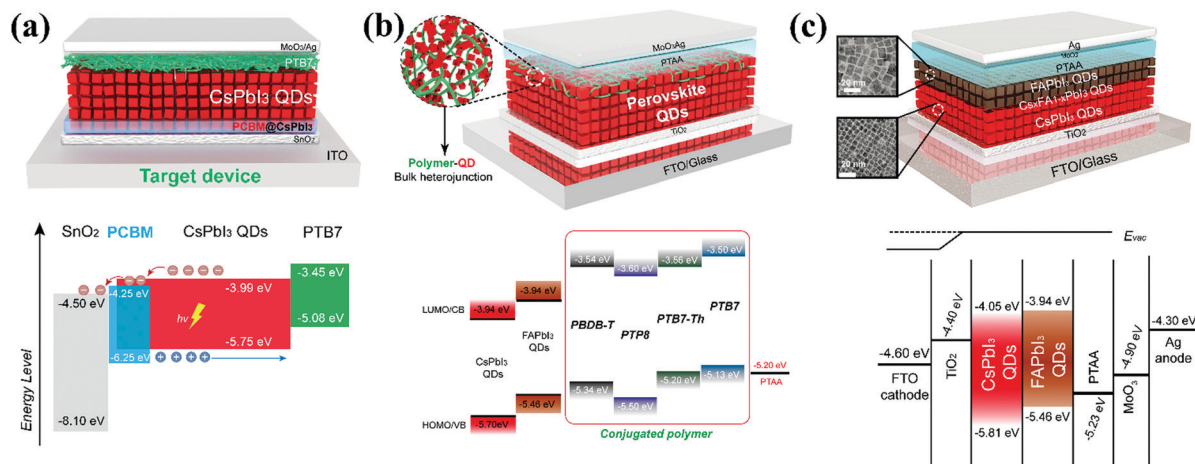 (a)
MoO₃/Ag
PTB7
CsPbI₃ QDs
PCBM@CsPbI₃
SnO₂
ITO
Target device
SnO₂ PCBM CsPbI₃ QDs PTB7
Energy Level
-3.45 eV
-3.99 eV
-4.25 eV
-4.50 eV
hv
-5.08 eV
-5.75 eV
-6.25 eV
-8.10 eV
(b)
MoO₃Ag
PTAA
Perovskite
QDs
TiO₂
FTO/Glass
Polymer-QD
Bulk heterojunction
LUMO/CB
-3.94 eV
-3.94 eV
CsPbI₃
QDs
FAPbI₃
QDs
HOMO/VB
-5.70eV
-5.46 eV
-3.54 eV
-3.60 eV
-3.56 eV
-3.50 eV
PBDB-T
PTP8
PTB7-Th
PTB7
-5.34 eV
-5.50 eV
-5.20 eV
-5.13 eV
-5.20 eV
PTAA
Conjugated polymer
(c)
20 nm
20 nm
Ag
MoO₃
PTAA
FAPbI₃ QDs
CsxFA1-xPbI₃ QDs
CsPbI₃ QDs
TiO₂
FTO/Glass
Evac
-4.60 eV
FTO
cathode
-4.40 eV
TiO₂
-4.05 eV
CsPbI₃
QDs
-5.81 eV
-3.94 eV
FAPbI₃
QDs
-5.46 eV
PTAA
-5.23 eV
-4.90 eV
MoO₃
-4.30 eV
Ag
anode